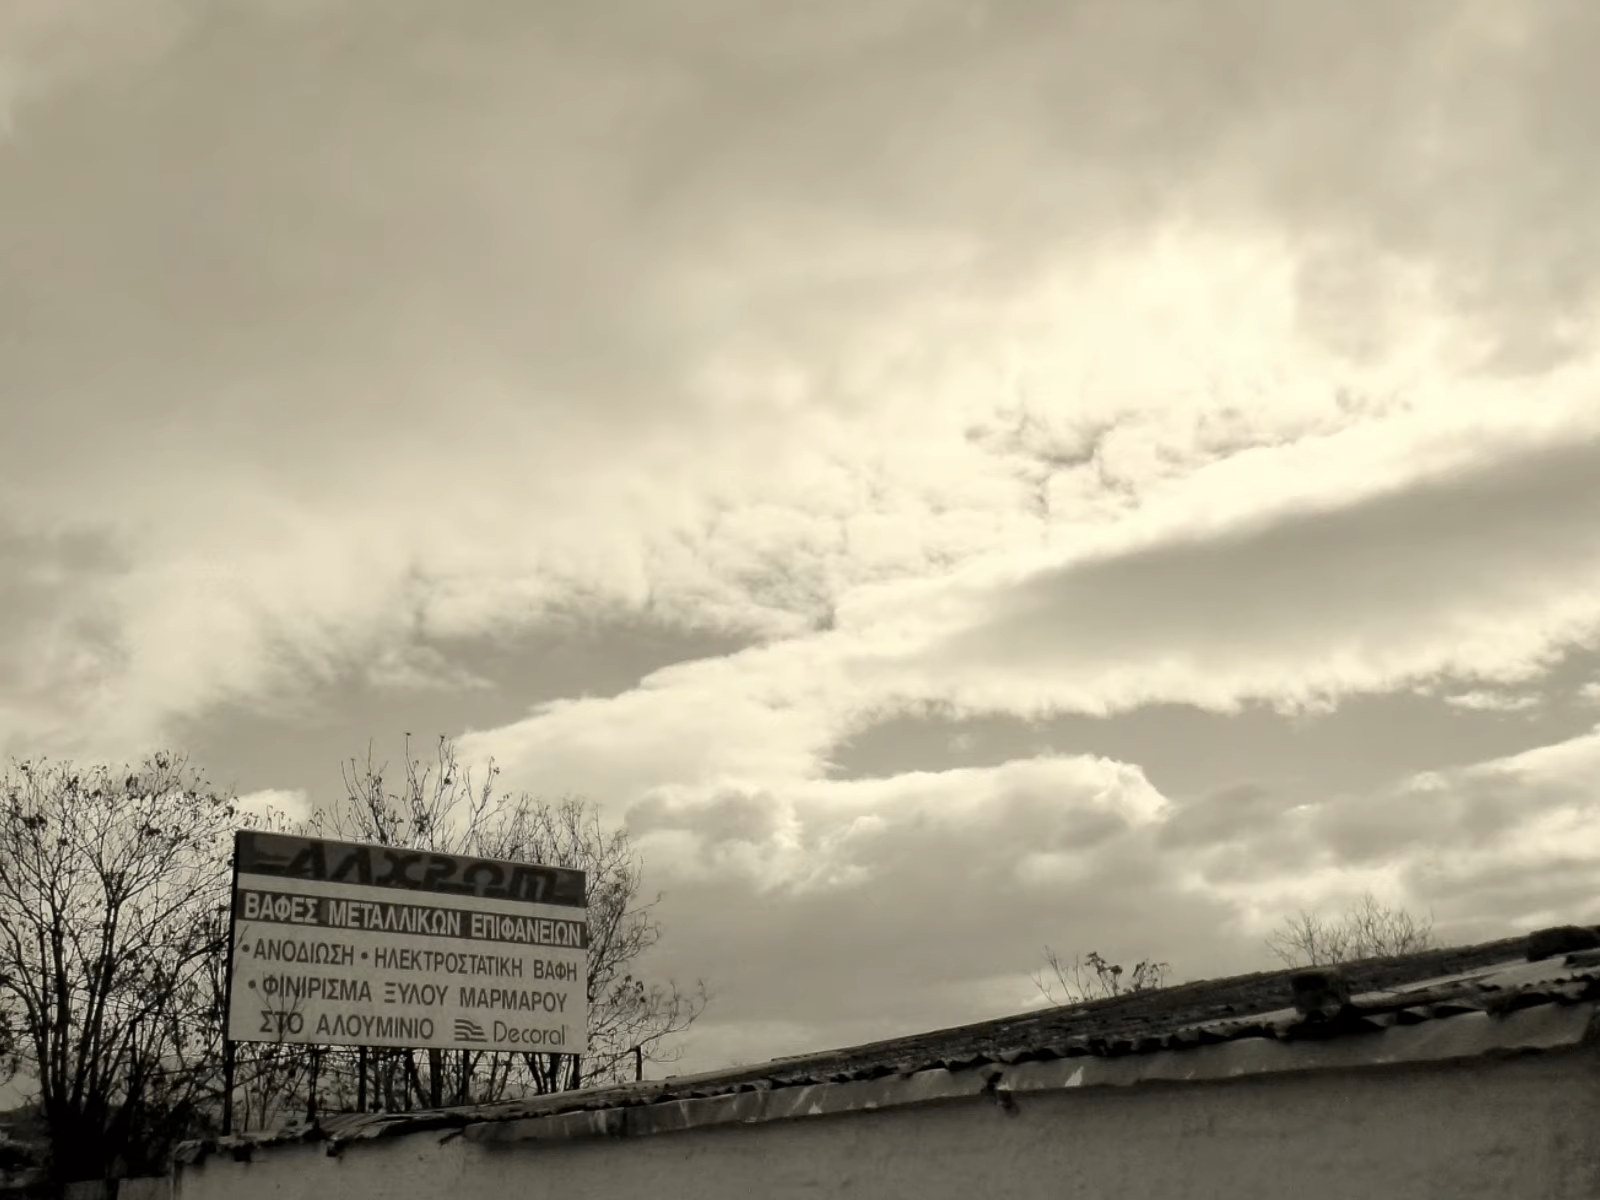 ΑΛΧΡΩΜ
ΒΑΦΕΣ ΜΕΤΑΛΛΙΚΩΝ ΕΠΙΦΑΝΕΙΩΝ
• ΑΝΟΔΙΩΣΗ • ΗΛΕΚΤΡΟΣΤΑΤΙΚΗ ΒΑΦΗ
• ΦΙΝΙΡΙΣΜΑ ΞΥΛΟΥ ΜΑΡΜΑΡΟΥ
ΣΤΟ ΑΛΟΥΜΙΝΙΟ Decoral